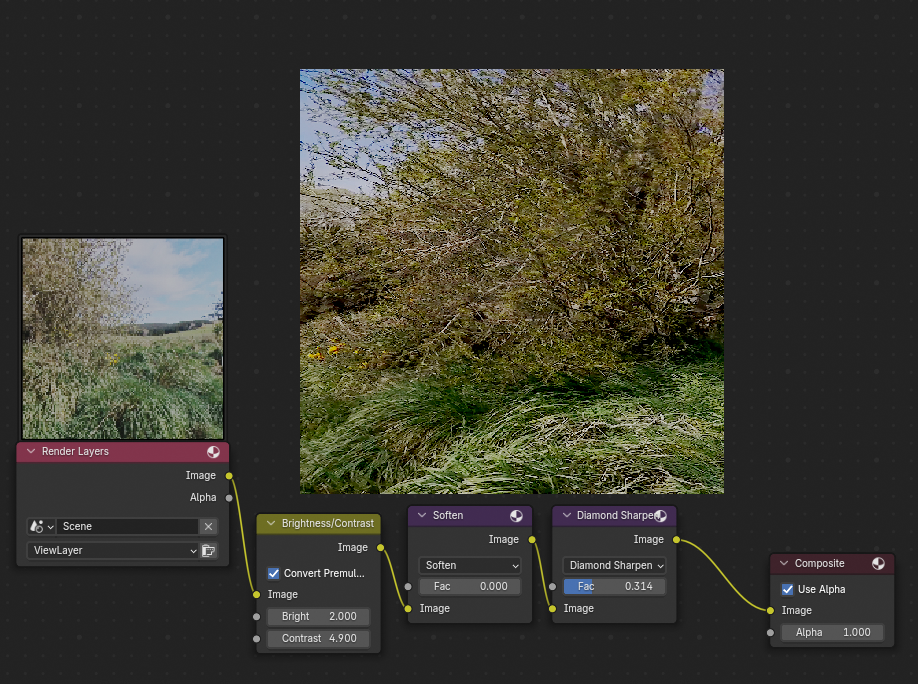 Render Layers
Image
Alpha
Scene
ViewLayer
Brightness/Contrast
Image
Convert Premul...
Image
Bright 2.000
Contrast 4.900
Soften
Image
Soften
Fac 0.000
Image
Diamond Sharpe
Image
Diamond Sharpen
Fac 0.314
Image
Composite
Use Alpha
Image
Alpha 1.000